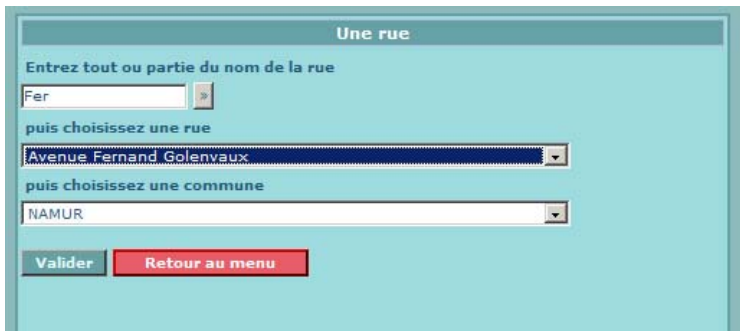 Une rue
Entrez tout ou partie du nom de la rue
Fer
»
puis choisissez une rue
Avenue Fernand Golenvaux
puis choisissez une commune
NAMUR
Valider Retour au menu